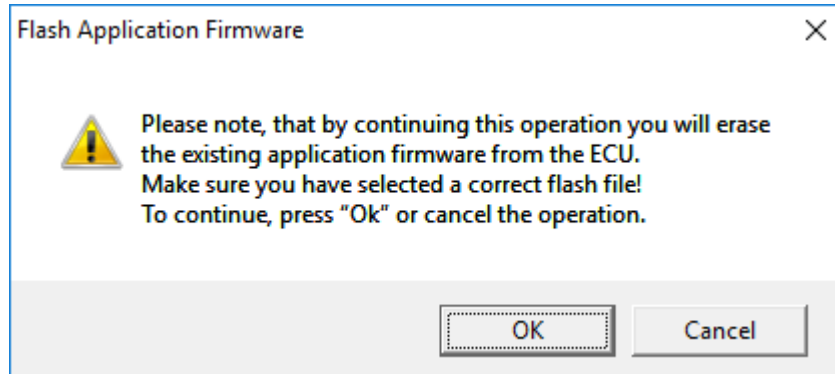 Flash Application Firmware
Please note, that by continuing this operation you will erase
the existing application firmware from the ECU.
Make sure you have selected a correct flash file!
To continue, press “Ok” or cancel the operation.
OK
Cancel